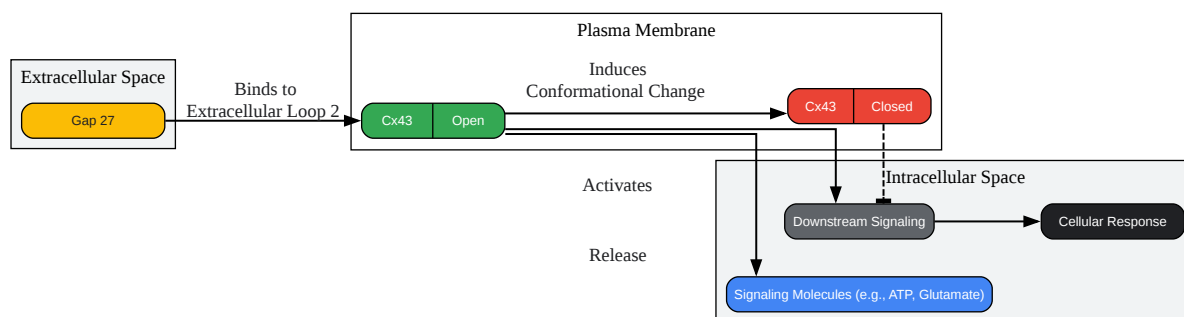 Plasma Membrane
Extracellular Space
Gap 27
Binds to
Extracellular Loop 2
Cx43
Open
Induces
Conformational Change
Cx43
Closed
Activates
Intracellular Space
Downstream Signaling
Cellular Response
Release
Signaling Molecules (e.g., ATP, Glutamate)